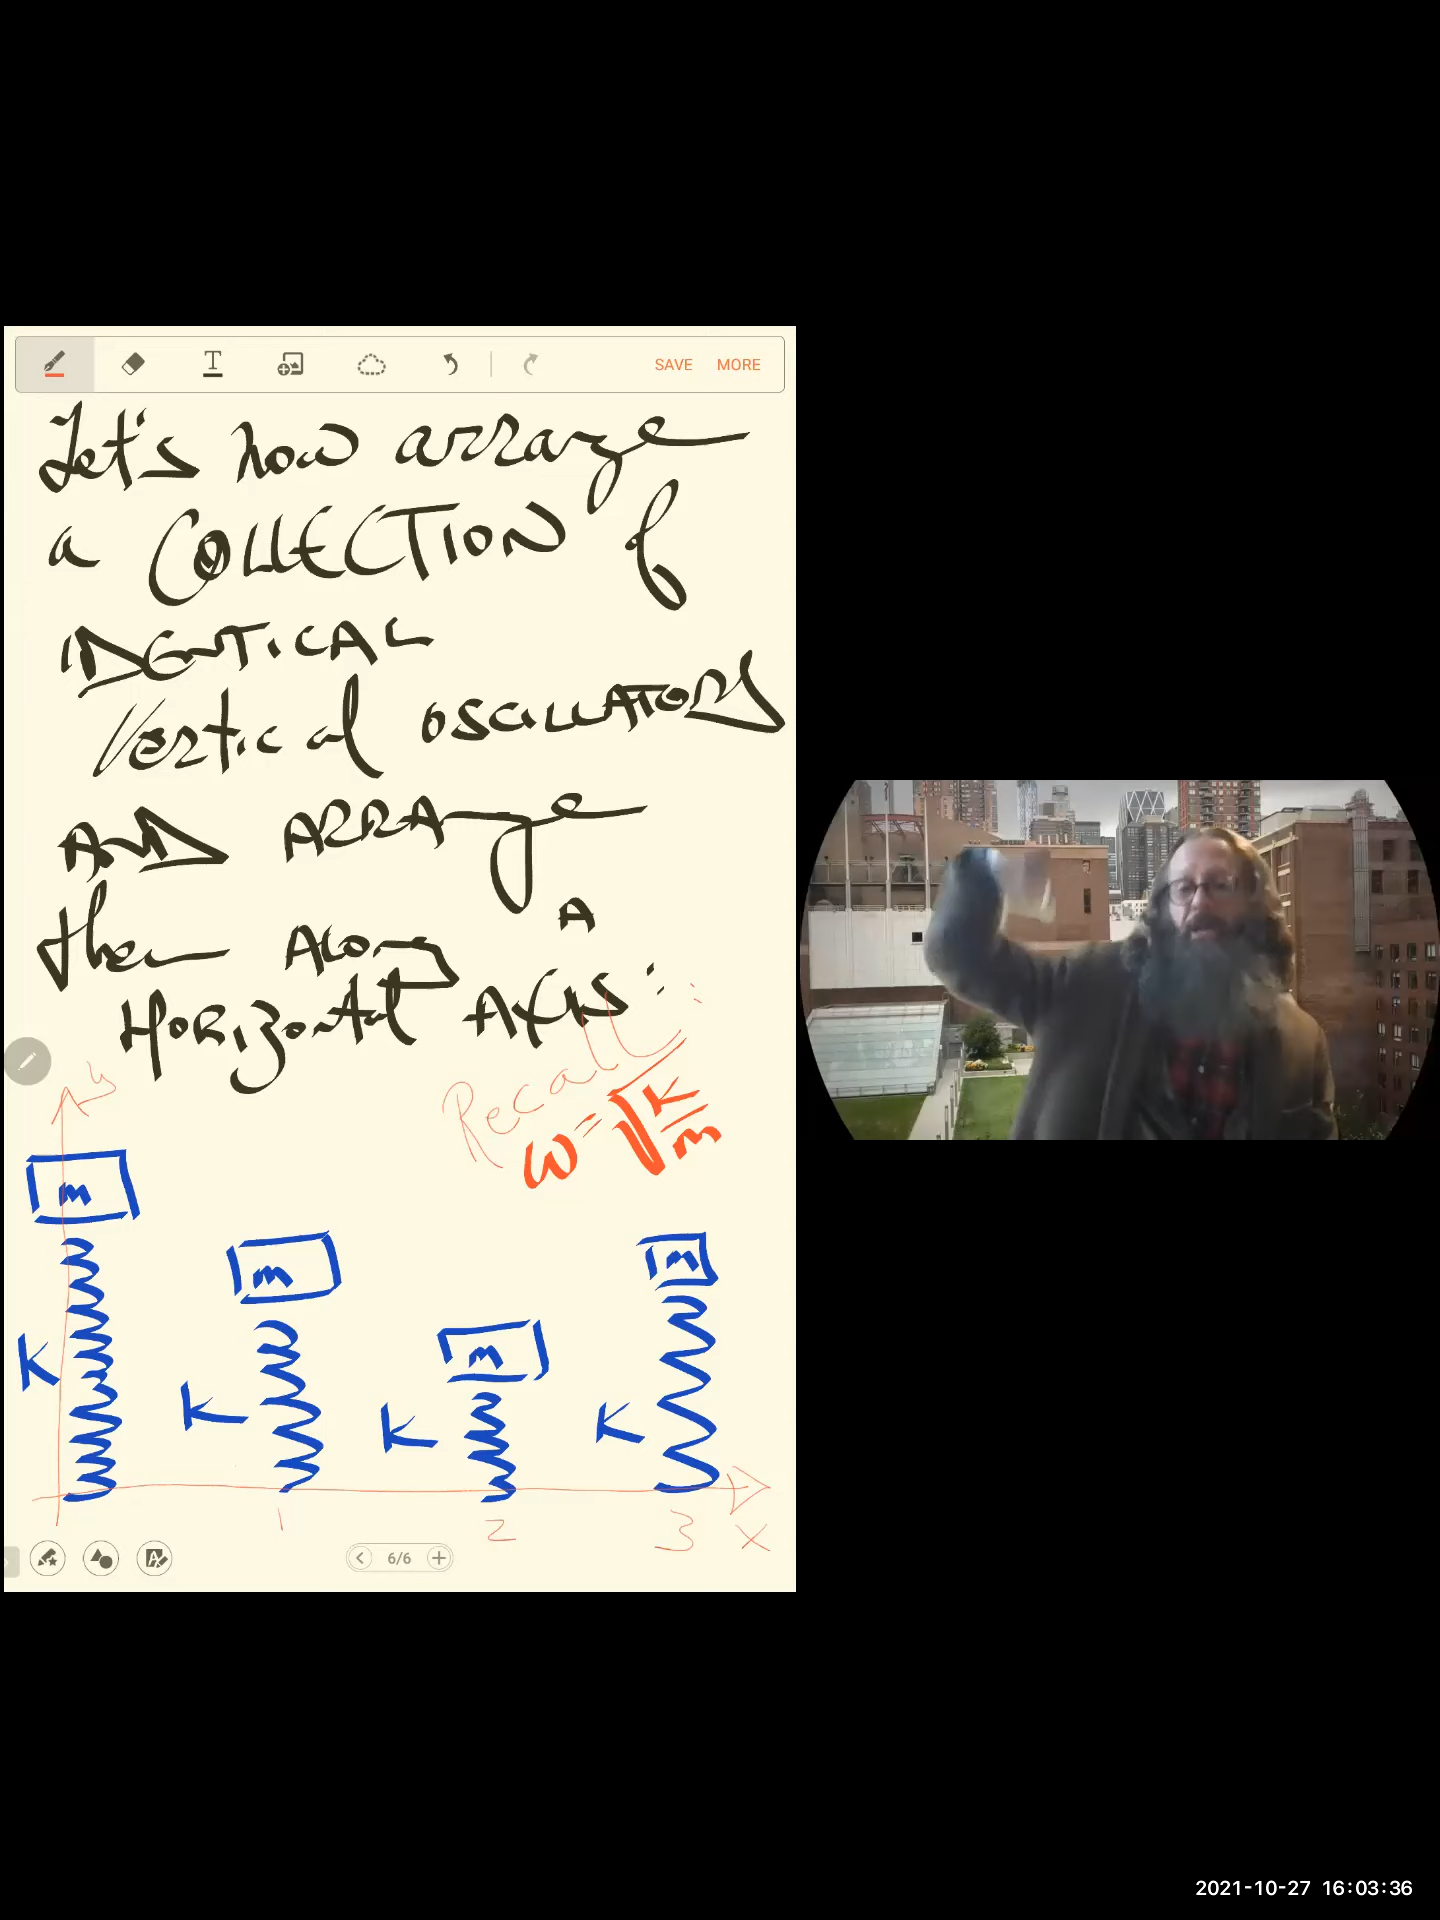 T
SAVE MORE
Let's now arrange
a COLLECTION of
IDENTICAL
Vertical OSCILLATORY
AND ARRANGE
them Along A
HORIZONTAL AXIS:
Recall:
ω=√K/m
y
m
m
m
m
K
K
K
K
1 2 3 X
6/6
2021-10-27 16:03:36